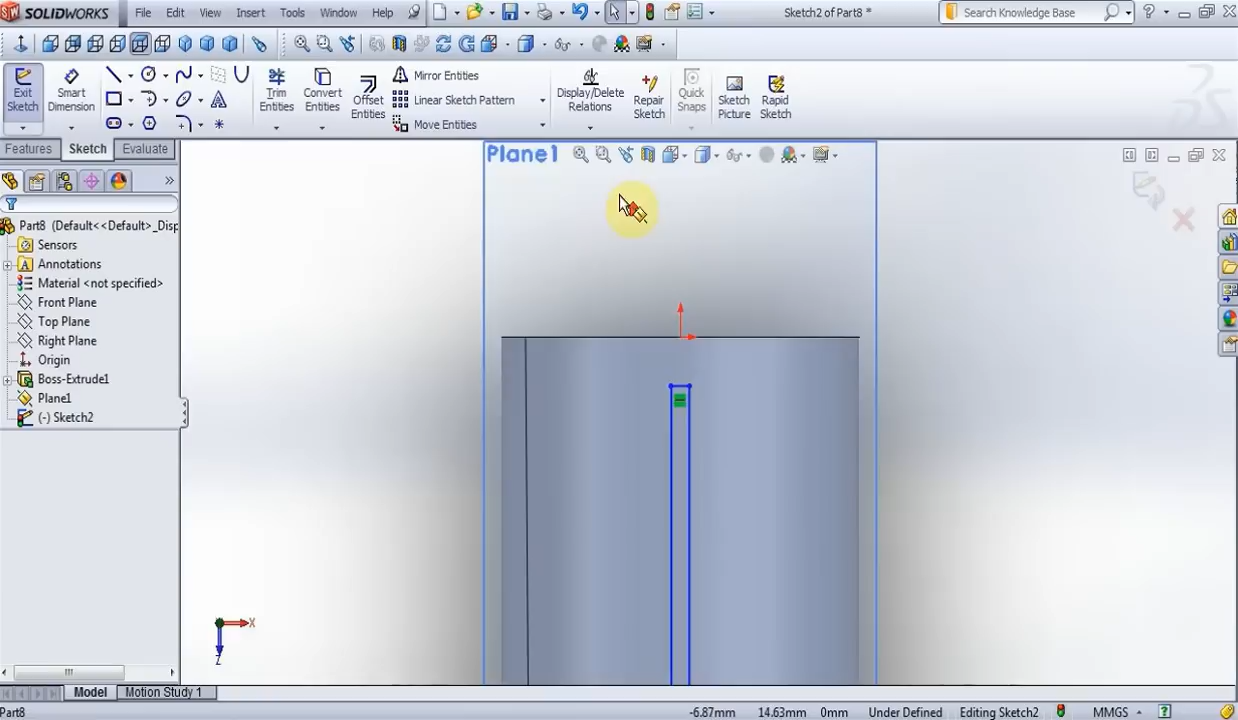 SOLIDWORKS File Edit View Insert Tools Window Help Sketch2 of Part8 * Search Knowledge Base
Exit Sketch
Smart Dimension
Trim Entities
Convert Entities
Offset Entities
Mirror Entities
Linear Sketch Pattern
Move Entities
Display/Delete Relations
Repair Sketch
Quick Snaps
Sketch Picture
Rapid Sketch
Features Sketch Evaluate
Plane1
Part8 (Default<<Default>_Disp
Sensors
Annotations
Material <not specified>
Front Plane
Top Plane
Right Plane
Origin
Boss-Extrude1
Plane1
(-) Sketch2
X
Z
Model Motion Study 1
Part8 -6.87mm 14.63mm 0mm Under Defined Editing Sketch2 MMGS